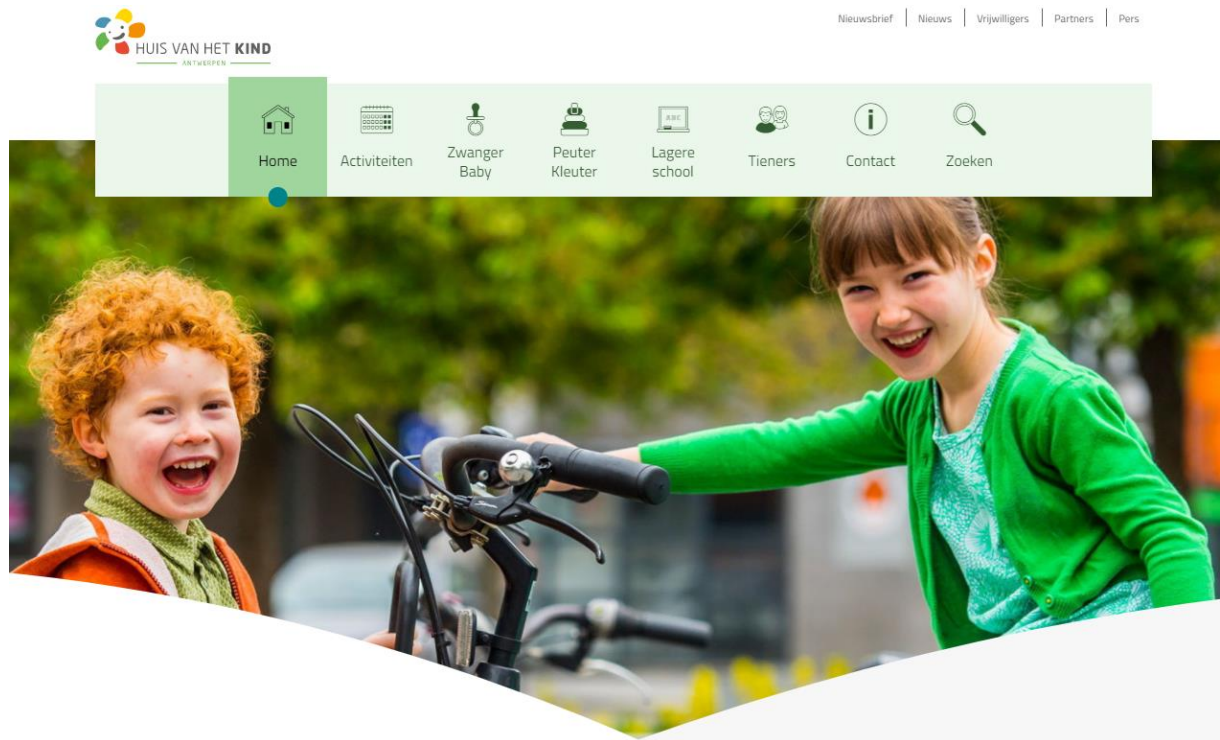 Nieuwsbrief Nieuws Vrijwilligers Partners Pers
HUIS VAN HET KIND
ANTWERPEN
Home
Activiteiten
Zwanger
Baby
Peuter
Kleuter
ABC
Lagere
school
Tieners
Contact
Zoeken